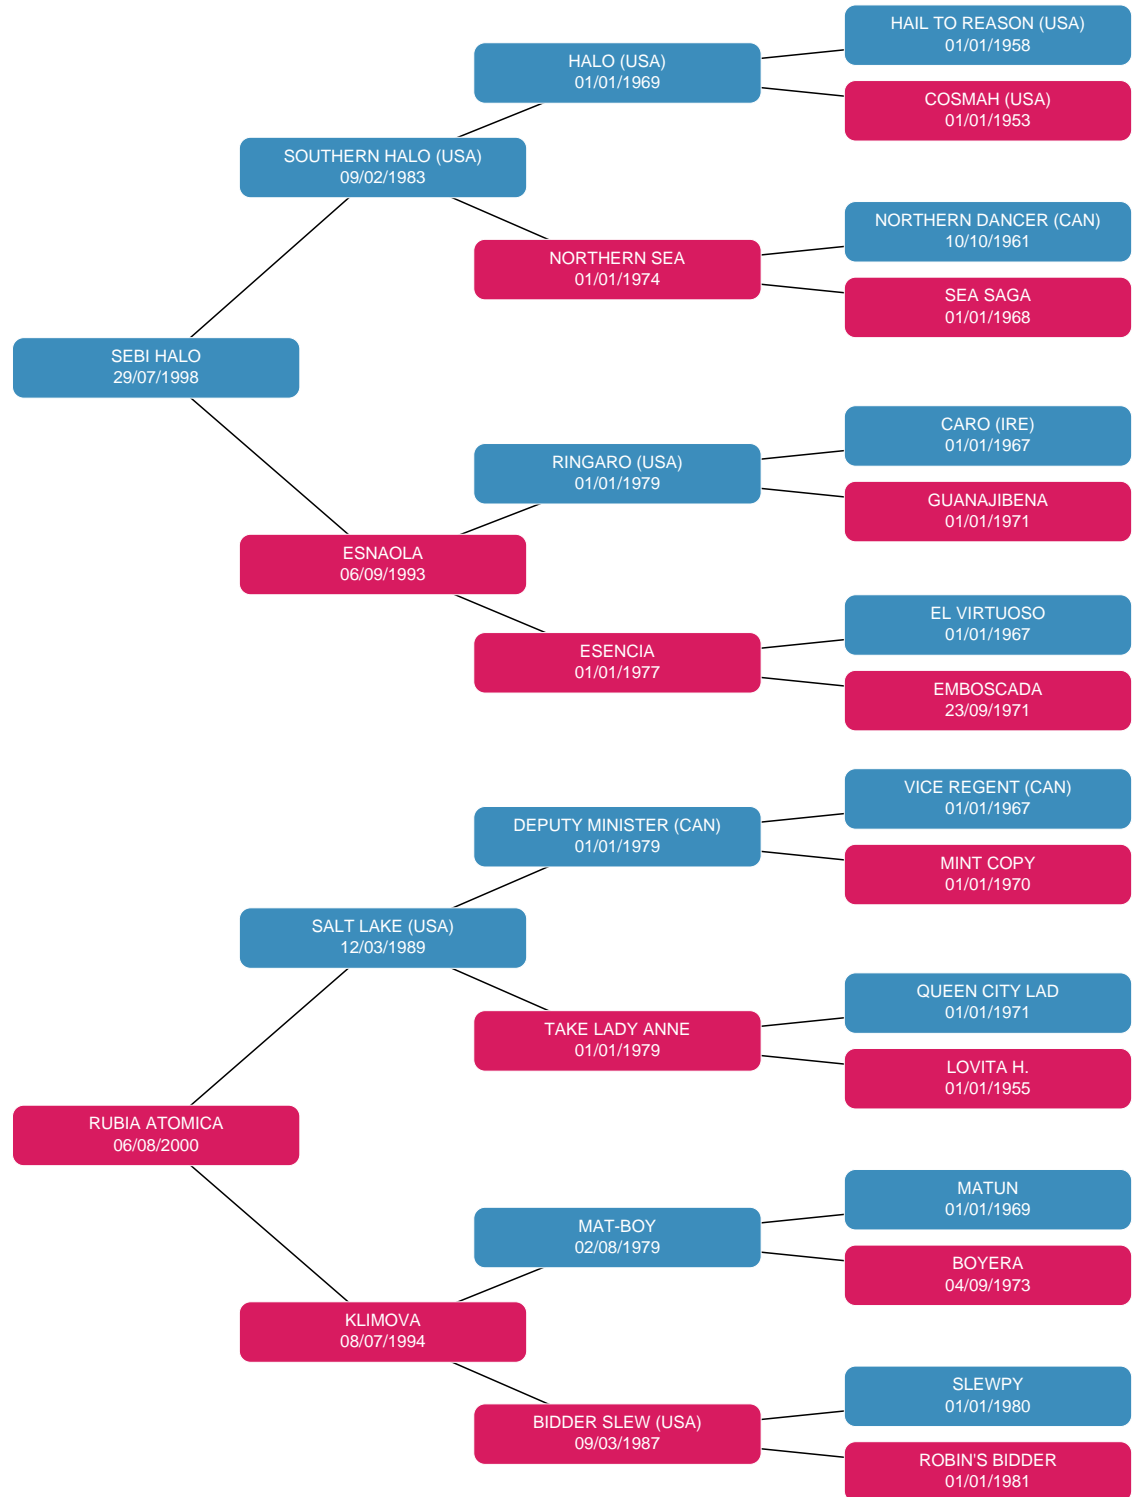 HAIL TO REASON (USA)
01/01/1958
HALO (USA)
01/01/1969
COSMAH (USA)
01/01/1953
SOUTHERN HALO (USA)
09/02/1983
NORTHERN DANCER (CAN)
10/10/1961
NORTHERN SEA
01/01/1974
SEA SAGA
01/01/1968
SEBI HALO
29/07/1998
CARO (IRE)
01/01/1967
RINGARO (USA)
01/01/1979
GUANAJIBENA
01/01/1971
ESNAOLA
06/09/1993
EL VIRTUOSO
01/01/1967
ESENCIA
01/01/1977
EMBOSCADA
23/09/1971
VICE REGENT (CAN)
01/01/1967
DEPUTY MINISTER (CAN)
01/01/1979
MINT COPY
01/01/1970
SALT LAKE (USA)
12/03/1989
QUEEN CITY LAD
01/01/1971
TAKE LADY ANNE
01/01/1979
LOVITA H.
01/01/1955
RUBIA ATOMICA
06/08/2000
MATUN
01/01/1969
MAT-BOY
02/08/1979
BOYERA
04/09/1973
KLIMOVA
08/07/1994
SLEWPY
01/01/1980
BIDDER SLEW (USA)
09/03/1987
ROBIN'S BIDDER
01/01/1981